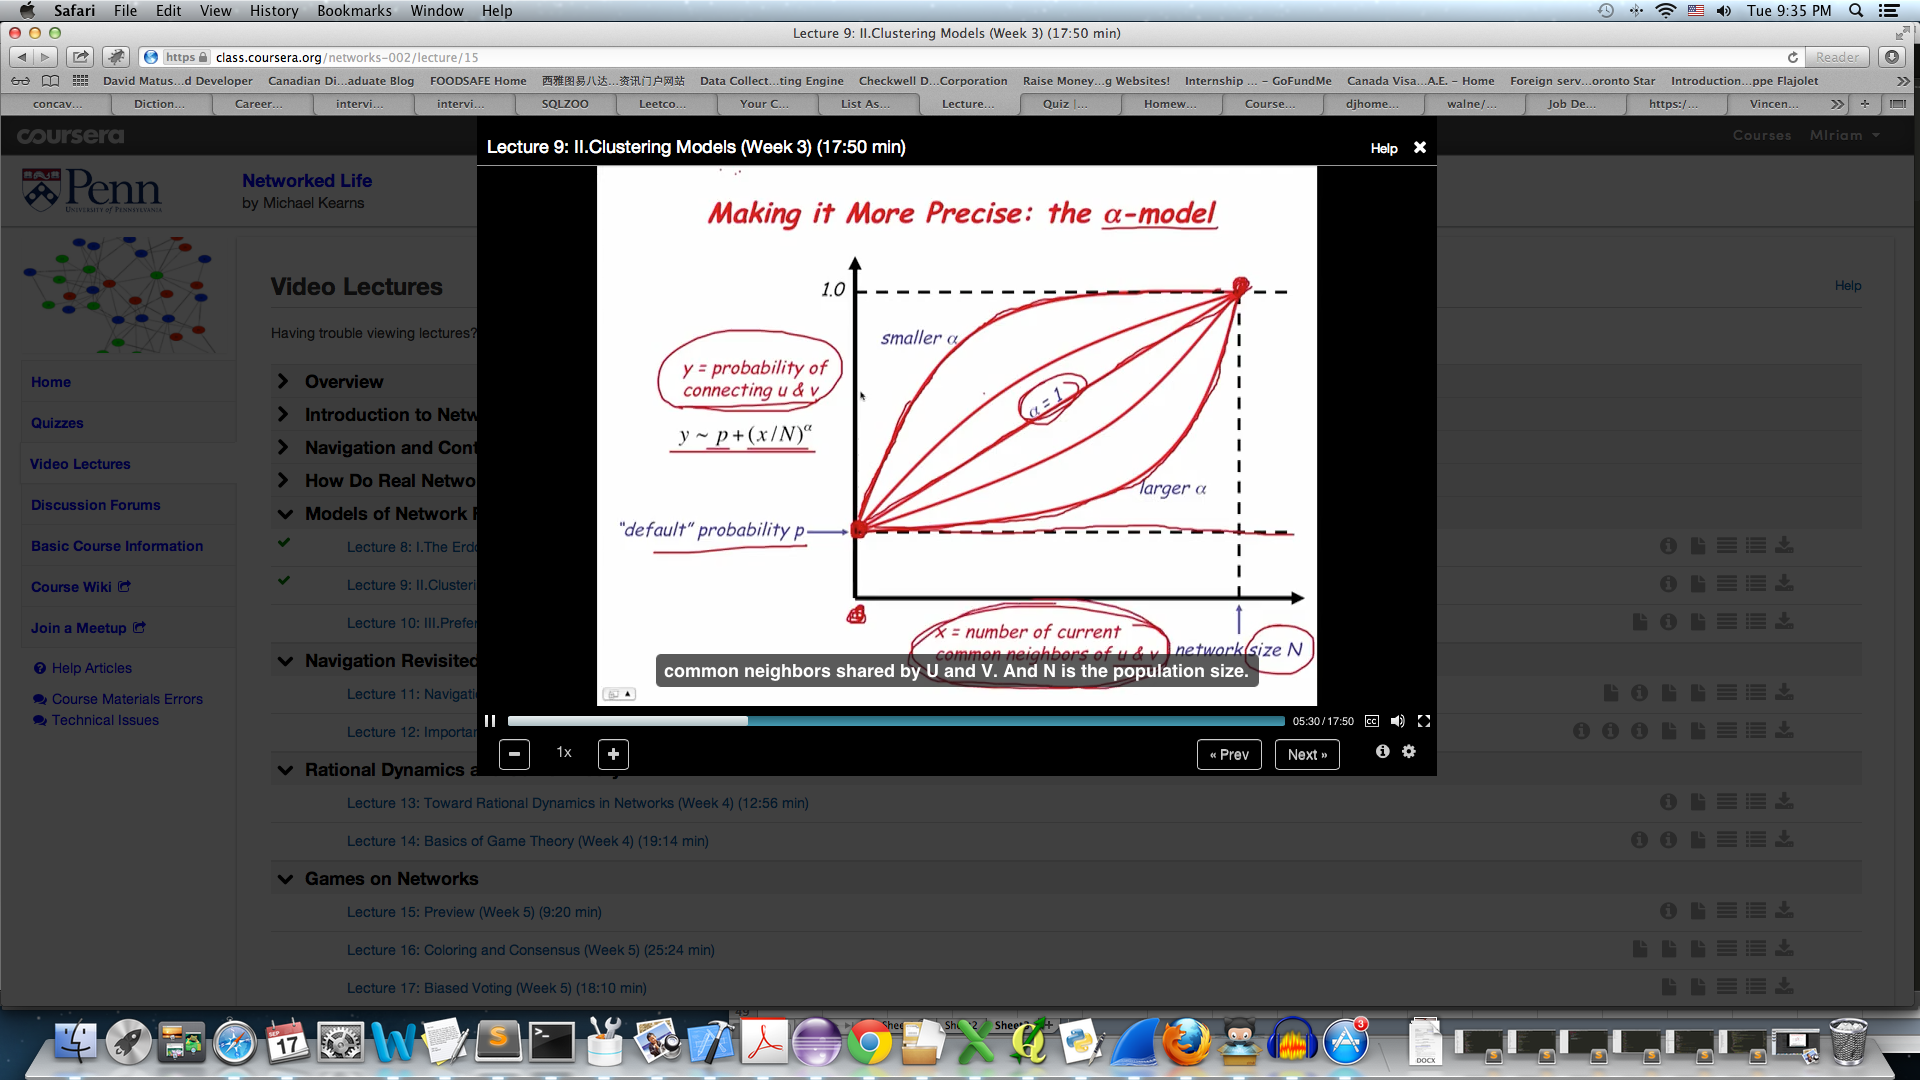 Safari File Edit View History Bookmarks Window Help Tue 9:35 PM
Lecture 9: II.Clustering Models (Week 3) (17:50 min)
https class.coursera.org/networks-002/lecture/15 Reader
David Matus...d Developer Canadian Di...aduate Blog FOODSAFE Home 西雅图易八达...资讯门户网站 Data Collect...ting Engine Checkwell D...Corporation Raise Money...g Websites! Internship ... – GoFundMe Canada Visa...A.E. – Home Foreign serv...oronto Star Introduction...ppe Flajolet
concav... Diction... Career... intervi... intervi... SQLZOO Leetco... Your C... List As... Lecture... Quiz |... Homew... Course... djhome... walne/... Job De... https:/... Vincen...
coursera Courses MIriam
Lecture 9: II.Clustering Models (Week 3) (17:50 min) Help
Penn
UNIVERSITY of PENNSYLVANIA
Networked Life
by Michael Kearns
Home
Quizzes
Video Lectures
Discussion Forums
Basic Course Information
Course Wiki
Join a Meetup
Help Articles
Course Materials Errors
Technical Issues
Video Lectures
Help
Having trouble viewing lectures?
Overview
Introduction to Netw
Navigation and Cont
How Do Real Netwo
Models of Network F
Lecture 8: I.The Erdo
Lecture 9: II.Clusteri
Lecture 10: III.Prefer
Navigation Revisited
Lecture 11: Navigati
Lecture 12: Importan
Rational Dynamics a
Lecture 13: Toward Rational Dynamics in Networks (Week 4) (12:56 min)
Lecture 14: Basics of Game Theory (Week 4) (19:14 min)
Games on Networks
Lecture 15: Preview (Week 5) (9:20 min)
Lecture 16: Coloring and Consensus (Week 5) (25:24 min)
Lecture 17: Biased Voting (Week 5) (18:10 min)
Making it More Precise: the α-model
1.0
smaller α
y = probability of
connecting u & v
α = 1
y ~ p + (x / N)^α
larger α
"default" probability p
x = number of current
common neighbors of u & v
network size N
common neighbors shared by U and V. And N is the population size.
05:30 / 17:50 CC
1x
« Prev Next »
SEP
17
3
DOCX